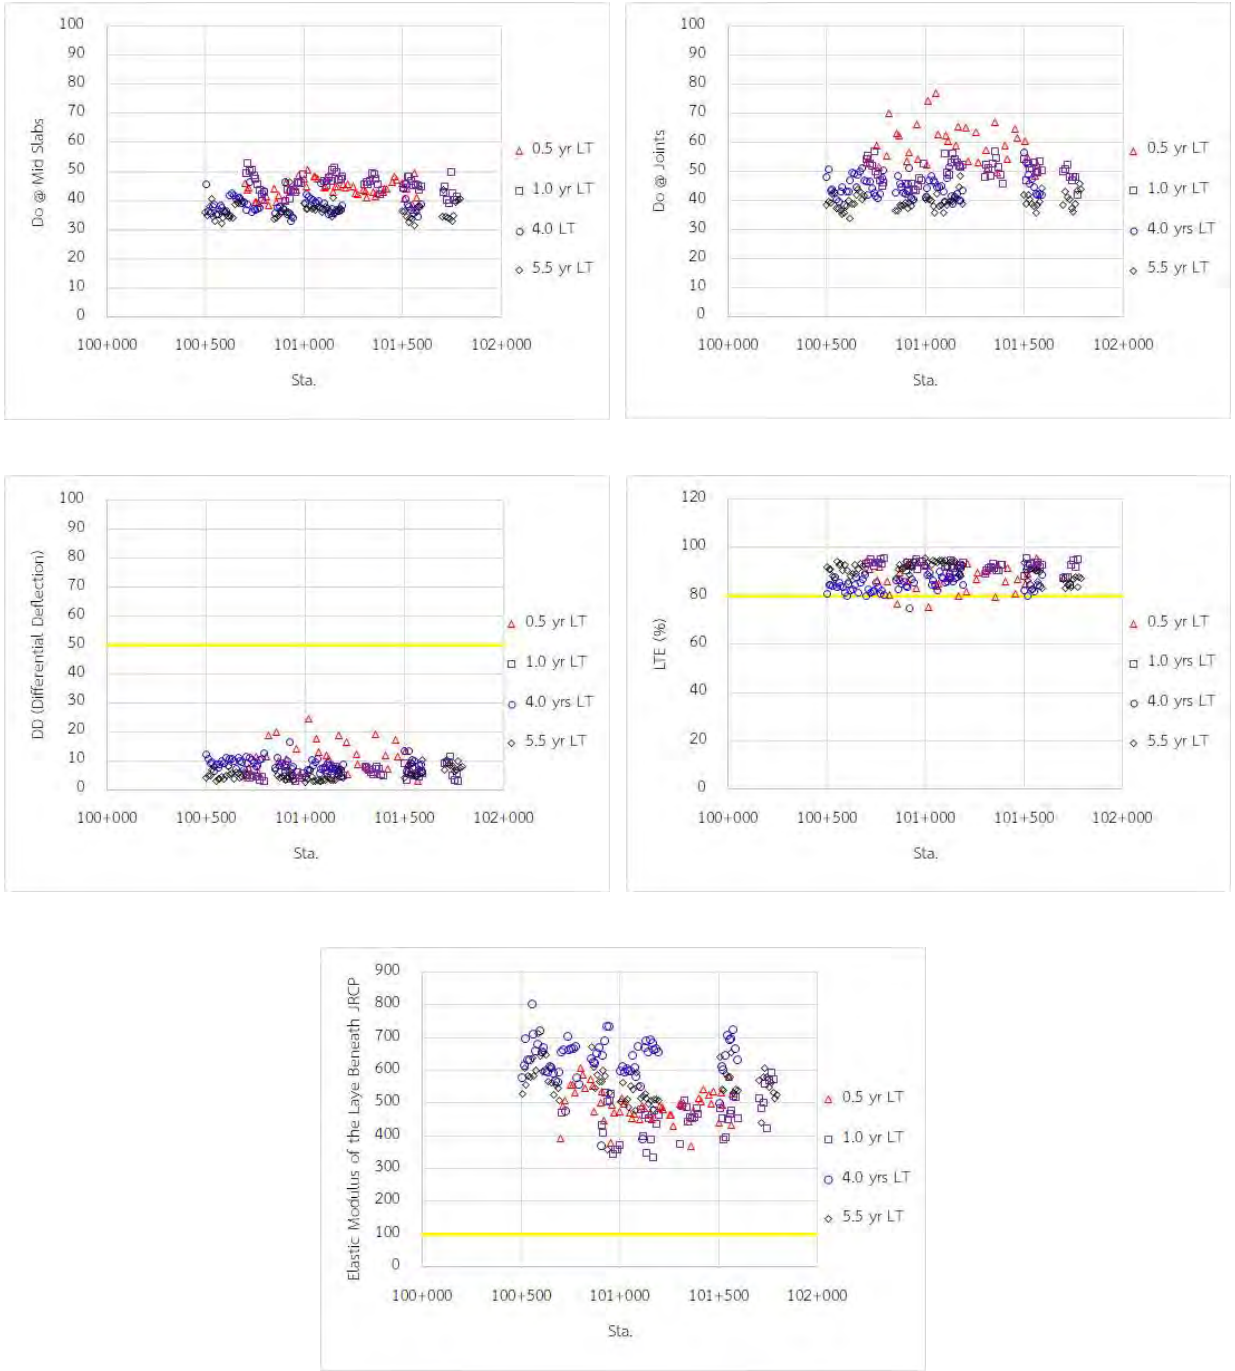 100
90
80
70
60
50
40
30
20
10
0
Do @ Mid Slabs
100+000 100+500 101+000 101+500 102+000
Sta.
0.5 yr LT
1.0 yr LT
4.0 LT
5.5 yr LT
100
90
80
70
60
50
40
30
20
10
0
Do @ Joints
100+000 100+500 101+000 101+500 102+000
Sta.
0.5 yr LT
1.0 yr LT
4.0 yrs LT
5.5 yr LT
100
90
80
70
60
50
40
30
20
10
0
DD (Differential Deflection)
100+000 100+500 101+000 101+500 102+000
Sta.
0.5 yr LT
1.0 yr LT
4.0 yrs LT
5.5 yr LT
120
100
80
60
40
20
0
LTE (%)
100+000 100+500 101+000 101+500 102+000
Sta.
0.5 yr LT
1.0 yrs LT
4.0 yrs LT
5.5 yr LT
900
800
700
600
500
400
300
200
100
0
Elastic Modulus of the Laye Beneath JRCP
100+000 100+500 101+000 101+500 102+000
Sta.
0.5 yr LT
1.0 yr LT
4.0 yrs LT
5.5 yr LT